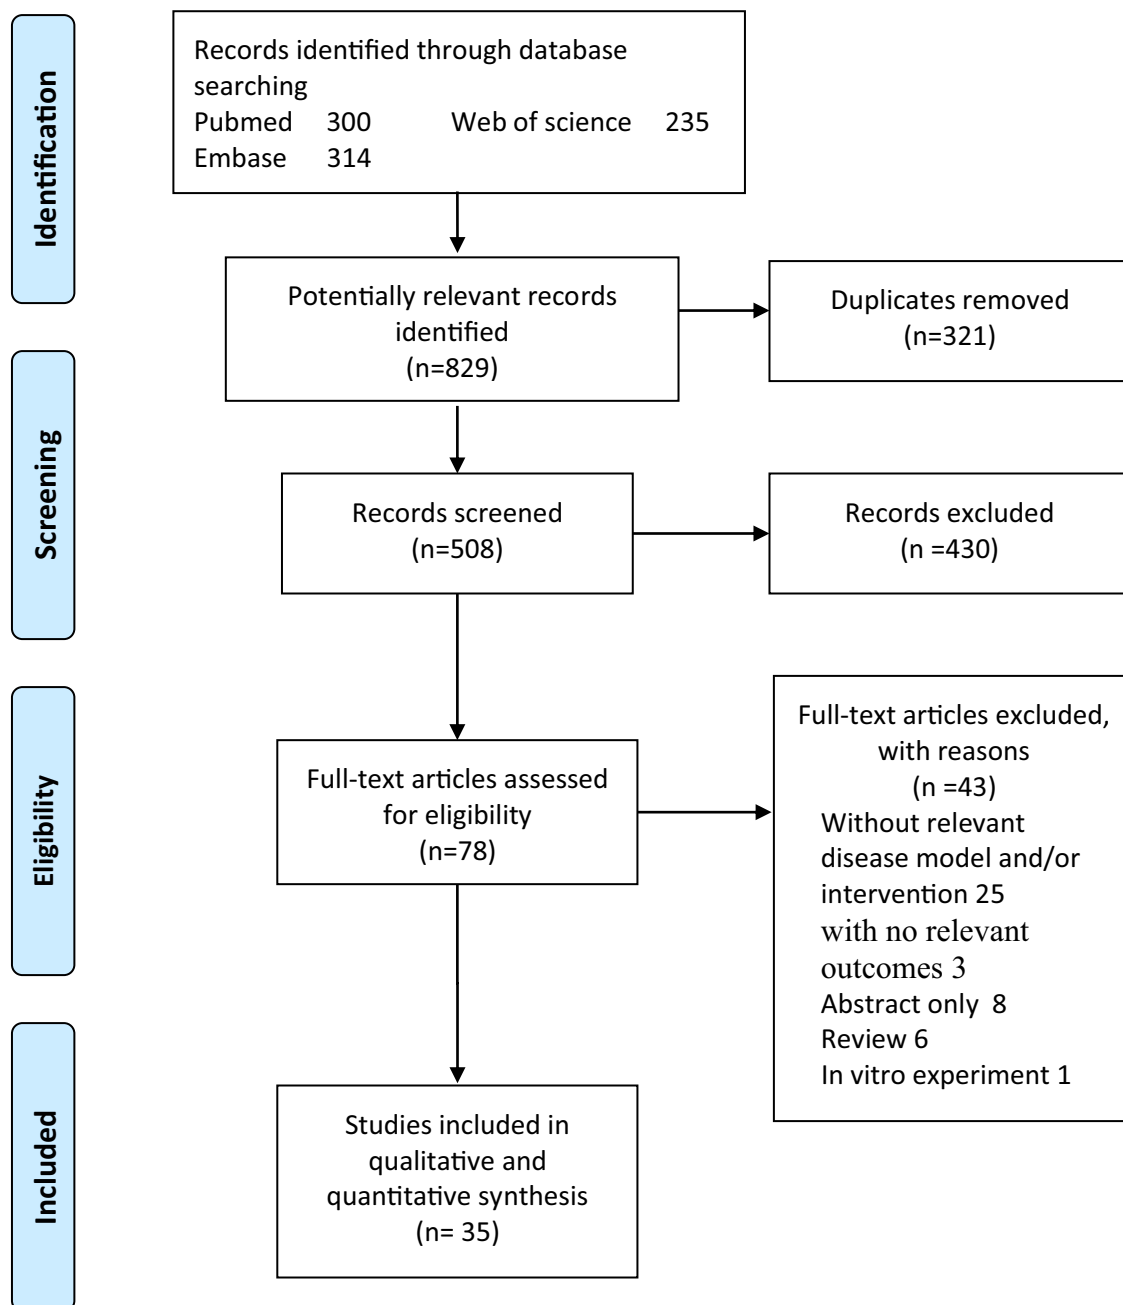 Identification
Records identified through database
searching
Pubmed 300 Web of science 235
Embase 314
Potentially relevant records
identified
(n=829)
Duplicates removed
(n=321)
Screening
Records screened
(n=508)
Records excluded
(n =430)
Eligibility
Full-text articles assessed
for eligibility
(n=78)
Full-text articles excluded,
with reasons
(n =43)
Without relevant
disease model and/or
intervention 25
with no relevant
outcomes 3
Abstract only 8
Review 6
In vitro experiment 1
Included
Studies included in
qualitative and
quantitative synthesis
(n= 35)